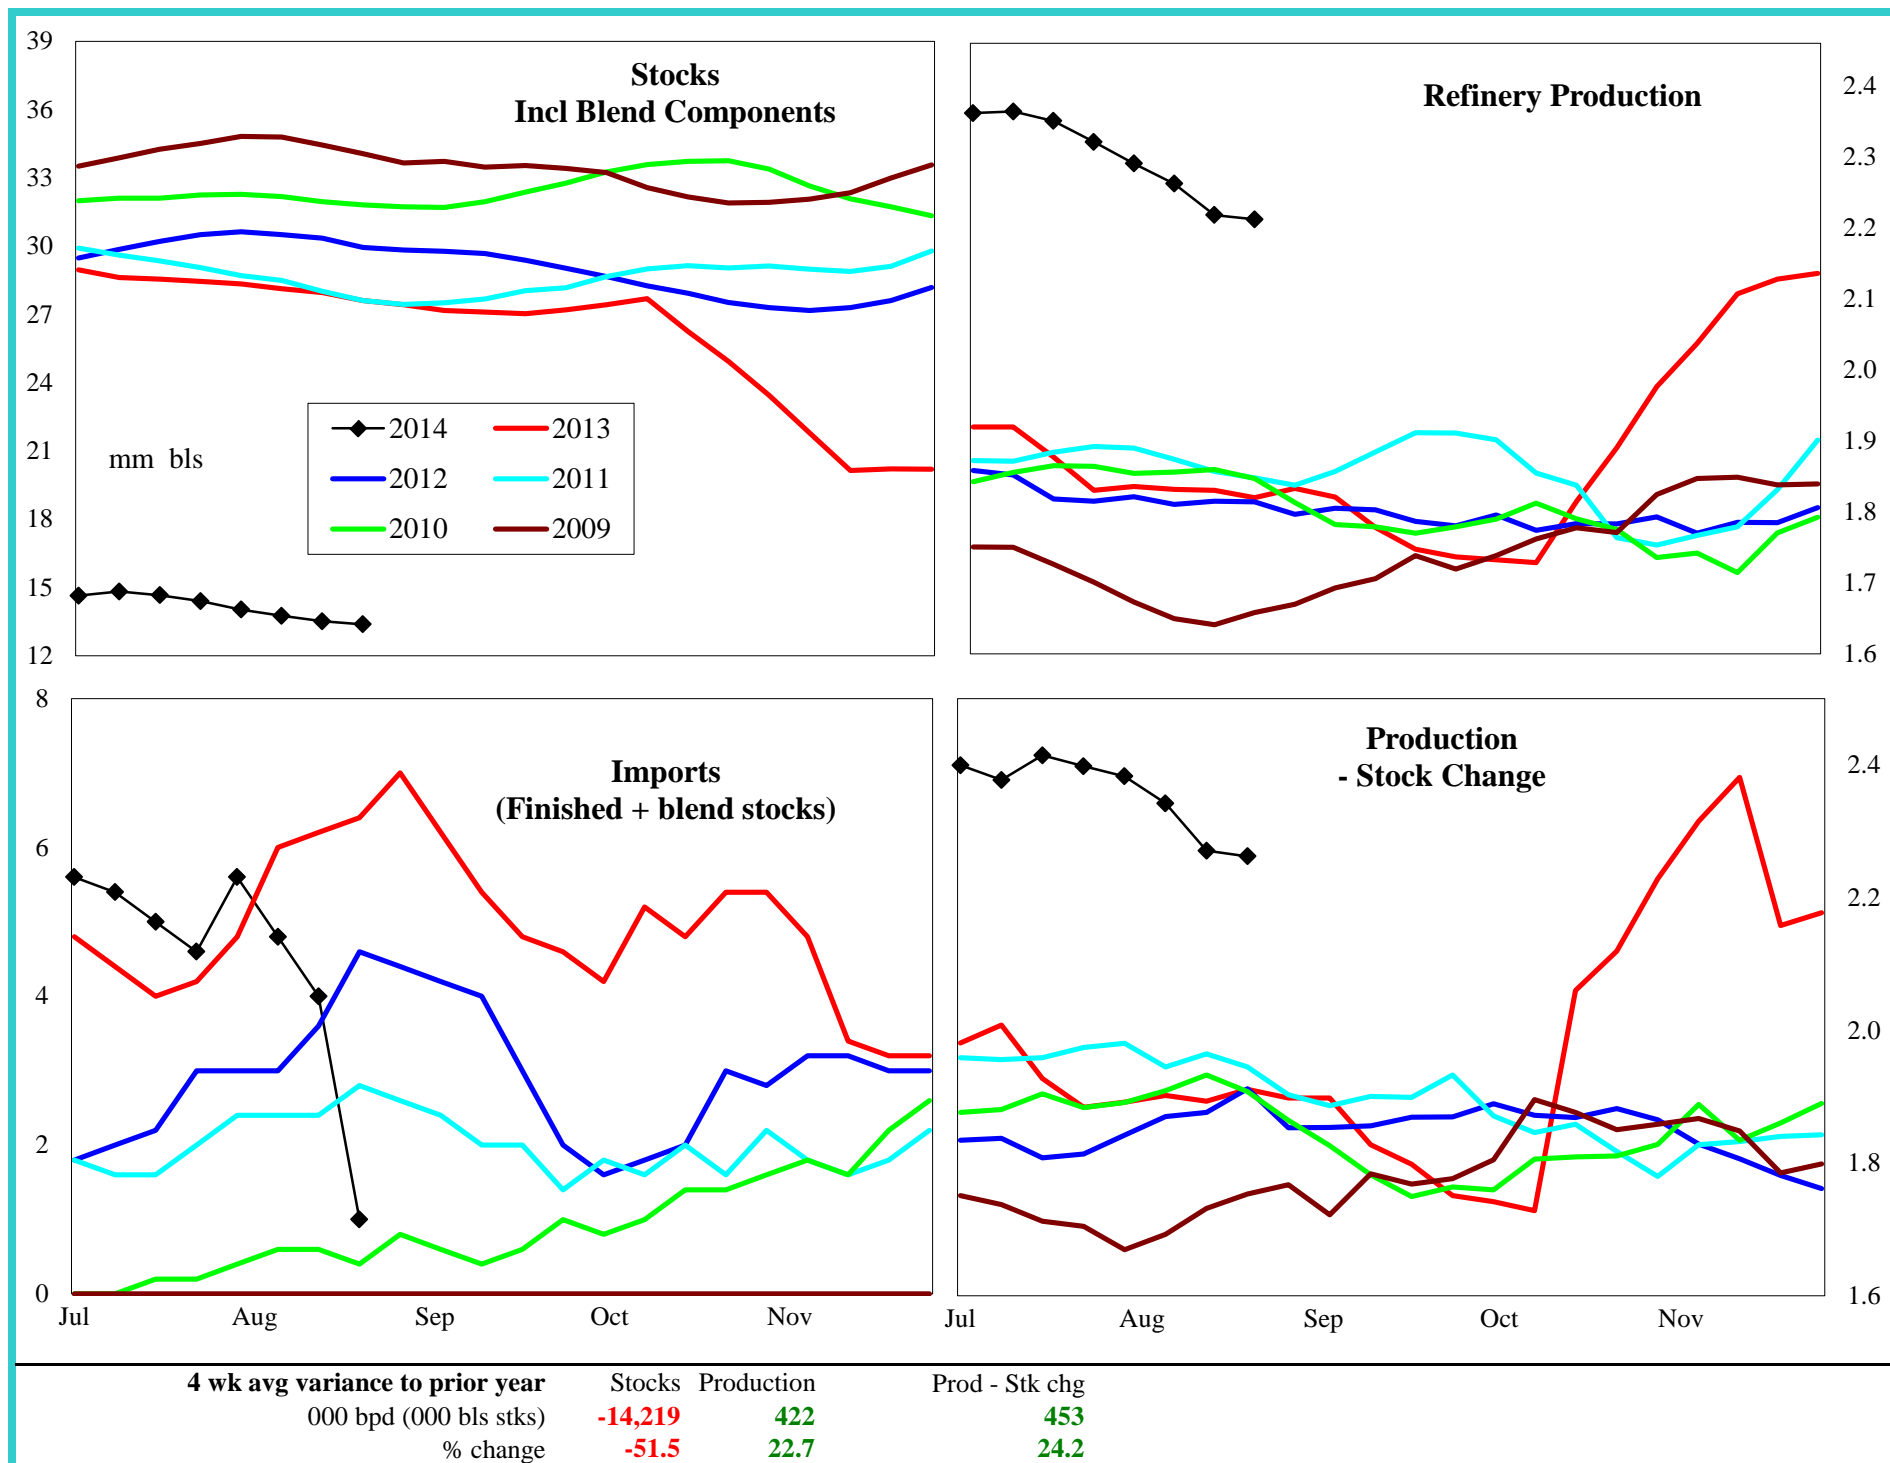 39
36
33
30
27
24
21
18
15
12
Stocks
Incl Blend Components
mm bls
2014 2013
2012 2011
2010 2009
Refinery Production
2.4
2.3
2.2
2.1
2.0
1.9
1.8
1.7
1.6
8
6
4
2
0
Imports
(Finished + blend stocks)
Jul Aug Sep Oct Nov
Production
- Stock Change
2.4
2.2
2.0
1.8
1.6
Jul Aug Sep Oct Nov
4 wk avg variance to prior year Stocks Production Prod - Stk chg
000 bpd (000 bls stks) -14,219 422 453
% change -51.5 22.7 24.2